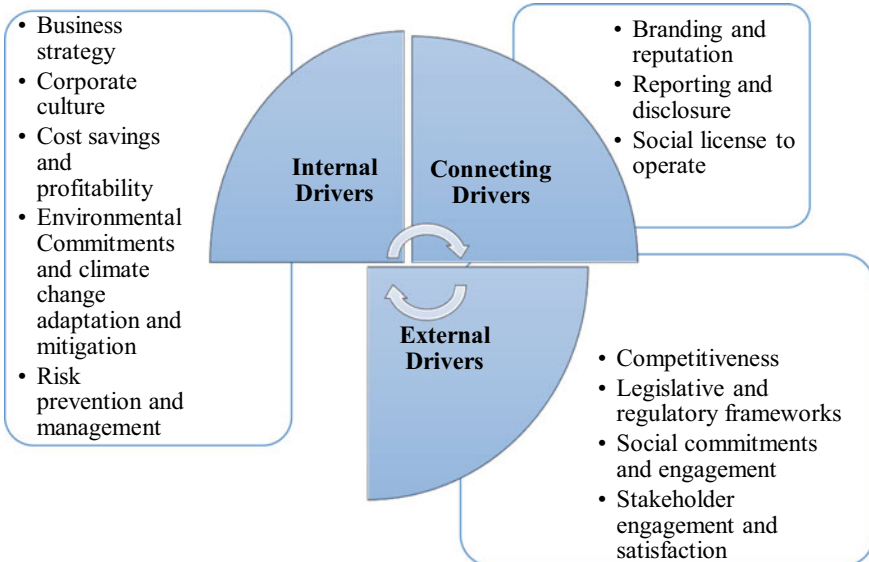 • Business
strategy
• Corporate
culture
• Cost savings
and
profitability
• Environmental
Commitments
and climate
change
adaptation and
mitigation
• Risk
prevention and
management
Internal
Drivers
Connecting
Drivers
• Branding and
reputation
• Reporting and
disclosure
• Social license to
operate
External
Drivers
• Competitiveness
• Legislative and
regulatory frameworks
• Social commitments
and engagement
• Stakeholder
engagement and
satisfaction